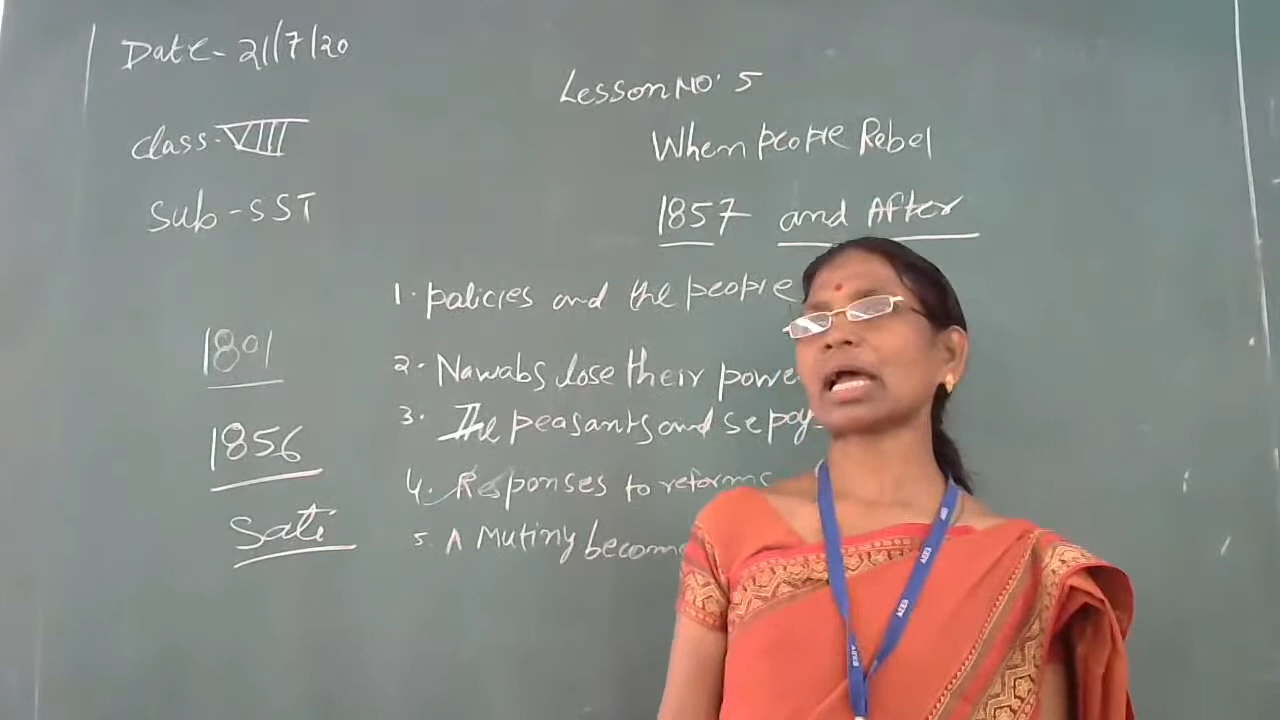 Date - 21/7/20
class - VIII
Sub - SST
Lesson NO. 5
When people Rebel
1857 and After
1. policies and the people
2. Nawabs lose their powe
3. The peasants and sepoy
4. Responses to reforms
5. A Mutiny becom
1801
1856
Sati